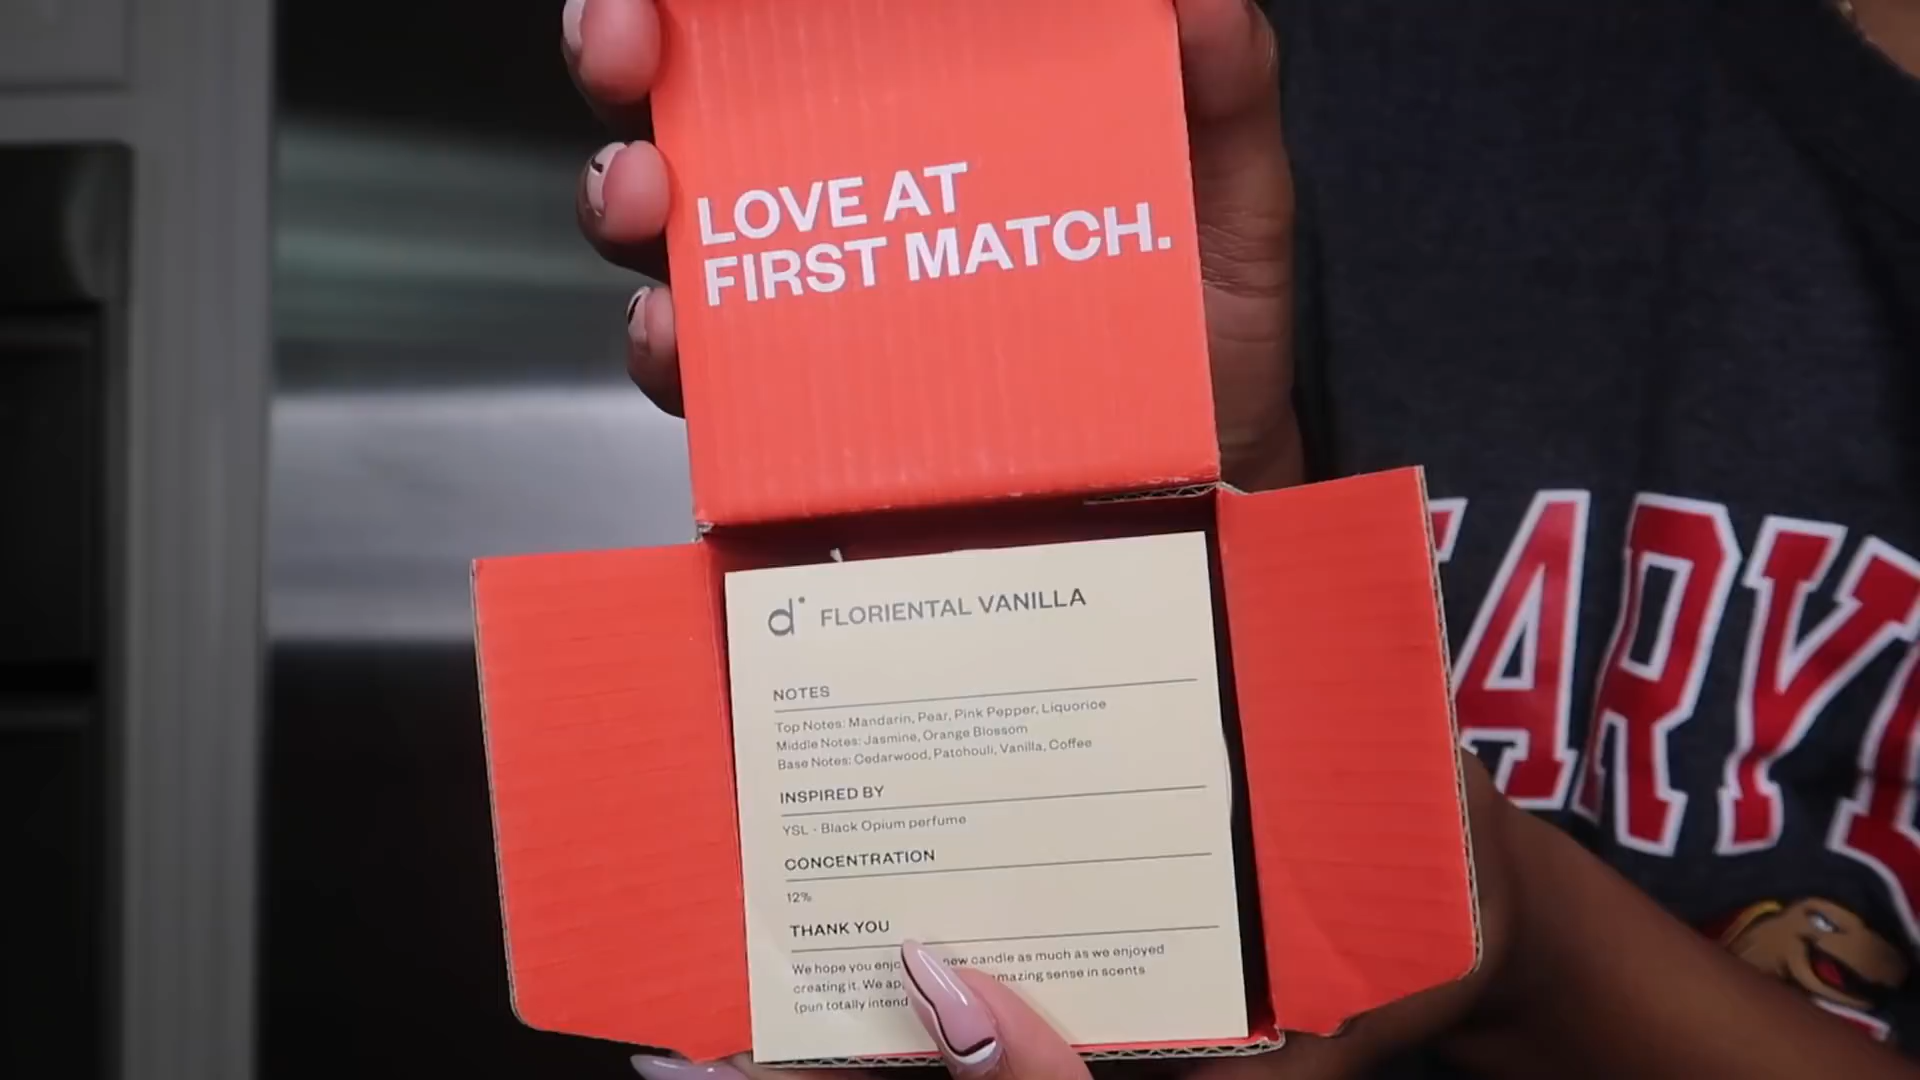 LOVE AT
FIRST MATCH.
d° FLORIENTAL VANILLA
NOTES
Top Notes: Mandarin, Pear, Pink Pepper, Liquorice
Middle Notes: Jasmine, Orange Blossom
Base Notes: Cedarwood, Patchouli, Vanilla, Coffee
INSPIRED BY
YSL - Black Opium perfume
CONCENTRATION
12%
THANK YOU
We hope you enjo new candle as much as we enjoyed
creating it. We ap amazing sense in scents
(pun totally intend
ARYL